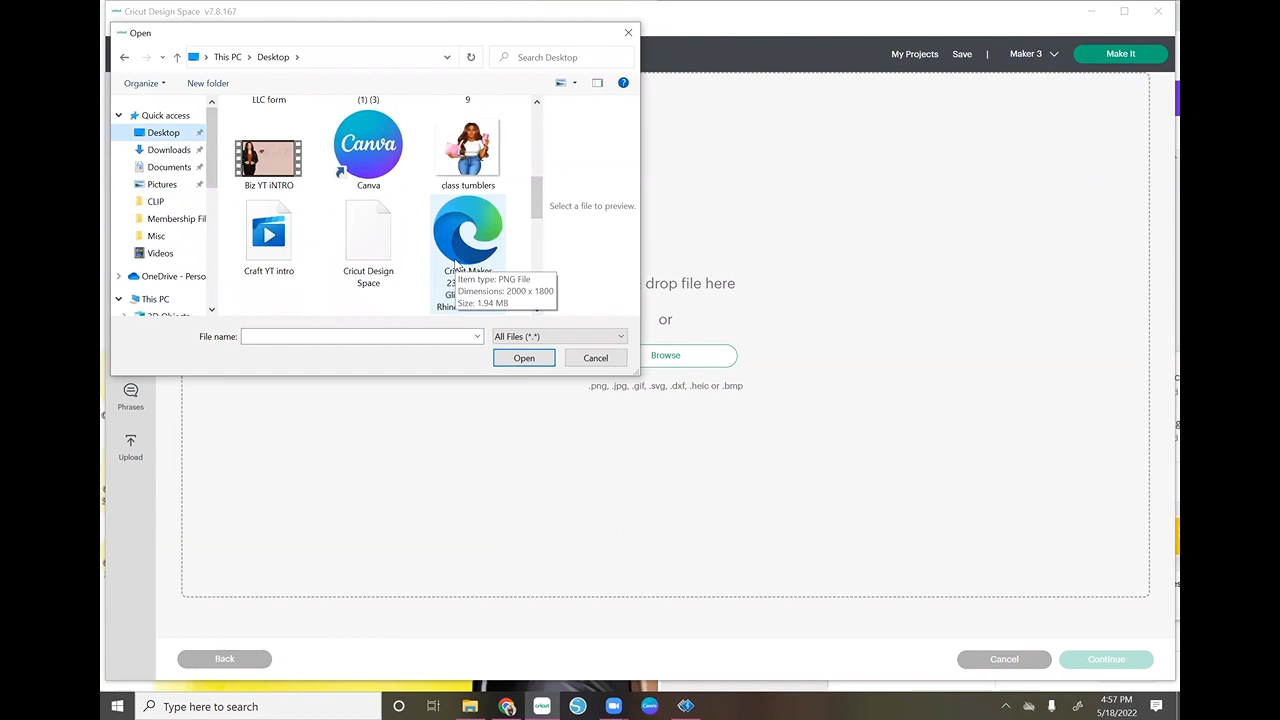 Cricut Design Space v7.8.167
Open
This PC > Desktop >
Search Desktop
My Projects Save | Maker 3 Make It
Organize New folder
LLC form (1) (3) 9
Quick access
Desktop
Downloads
Documents
Pictures
CLIP
Membership Fil
Misc
Videos
OneDrive - Perso
This PC
Canva
Biz YT iNTRO Canva class tumblers
Select a file to preview.
Craft YT intro Cricut Design Space
Item type: PNG File
Dimensions: 2000 x 1800
Size: 1.94 MB
File name: All Files (*.*)
Open Cancel
drop file here
or
Browse
.png, .jpg, .gif, .svg, .dxf, .heic or .bmp
Phrases
Upload
Back Cancel Continue
Type here to search
cricut
Canva
4:57 PM
5/18/2022